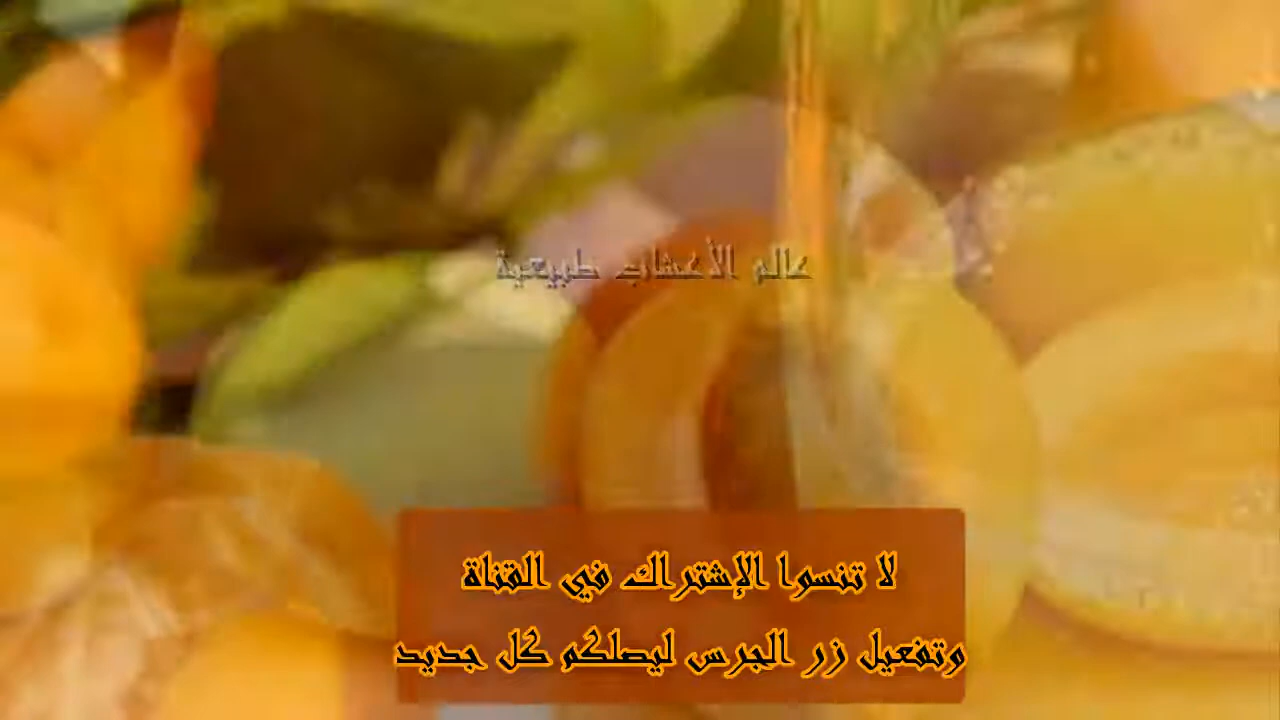 عالم الأعشاب طبيعية
لا تنسوا الإشتراك في القناة
وتفعيل زر الجرس ليصلكم كل جديد